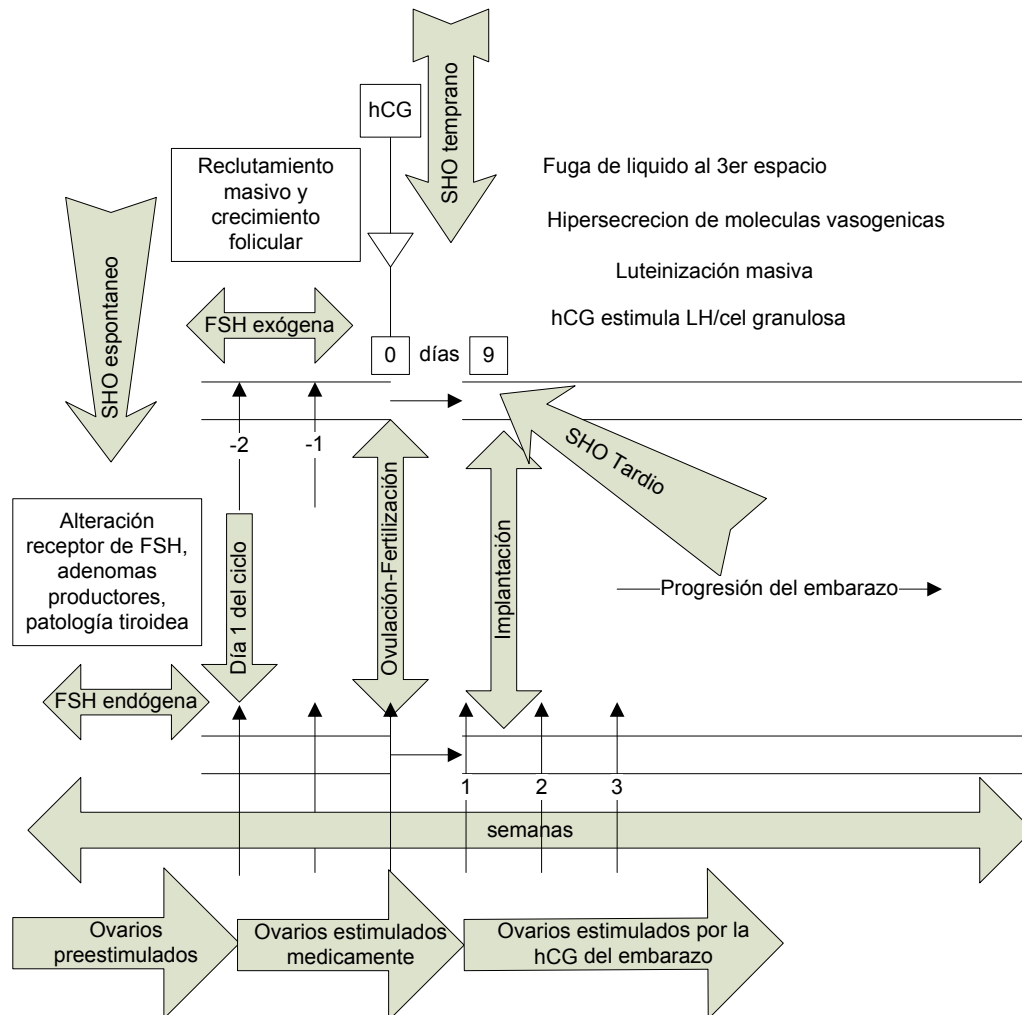 hCG
SHO temprano
Reclutamiento
masivo y
crecimiento
folicular
Fuga de liquido al 3er espacio
Hipersecrecion de moleculas vasogenicas
Luteinización masiva
hCG estimula LH/cel granulosa
SHO espontaneo
FSH exógena
0
días
9
-2
-1
SHO Tardio
Alteración
receptor de FSH,
adenomas
productores,
patología tiroidea
Día 1 del ciclo
Ovulación-Fertilización
Implantación
Progresión del embarazo
FSH endógena
1
2
3
semanas
Ovarios
preestimulados
Ovarios estimulados
medicamente
Ovarios estimulados por la
hCG del embarazo